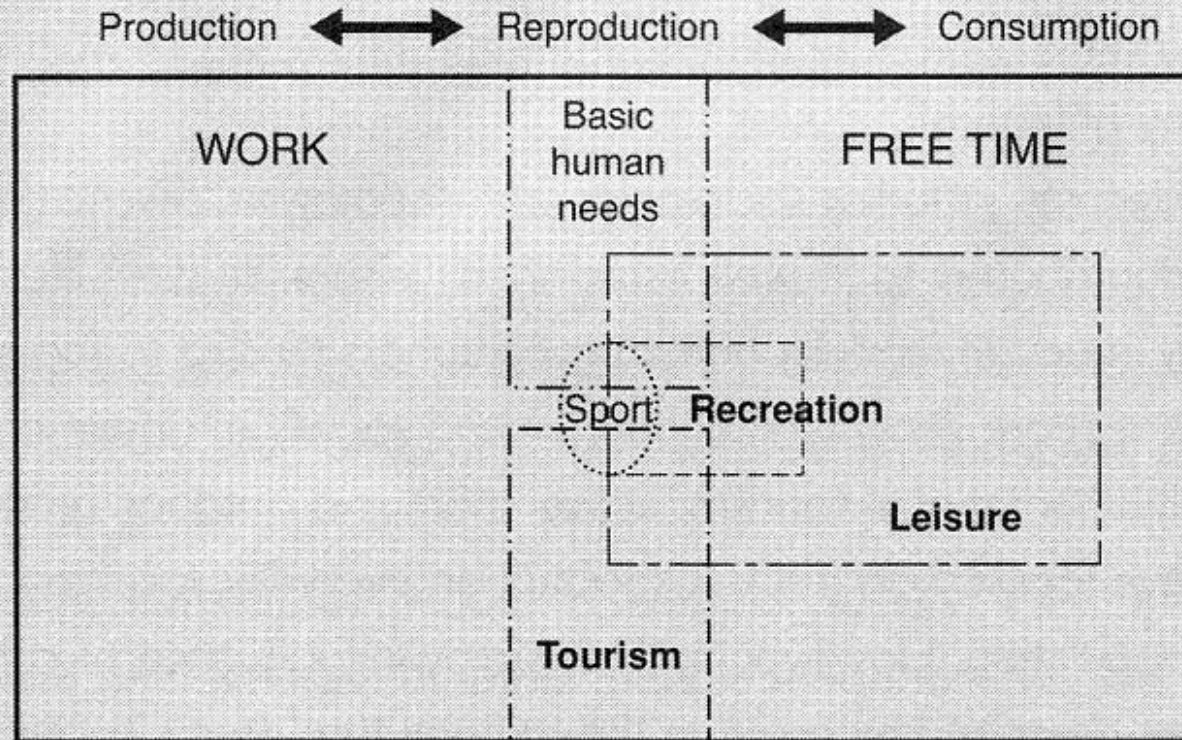 Production Reproduction Consumption
WORK
Basic
human
needs
FREE TIME
Sport
Recreation
Leisure
Tourism